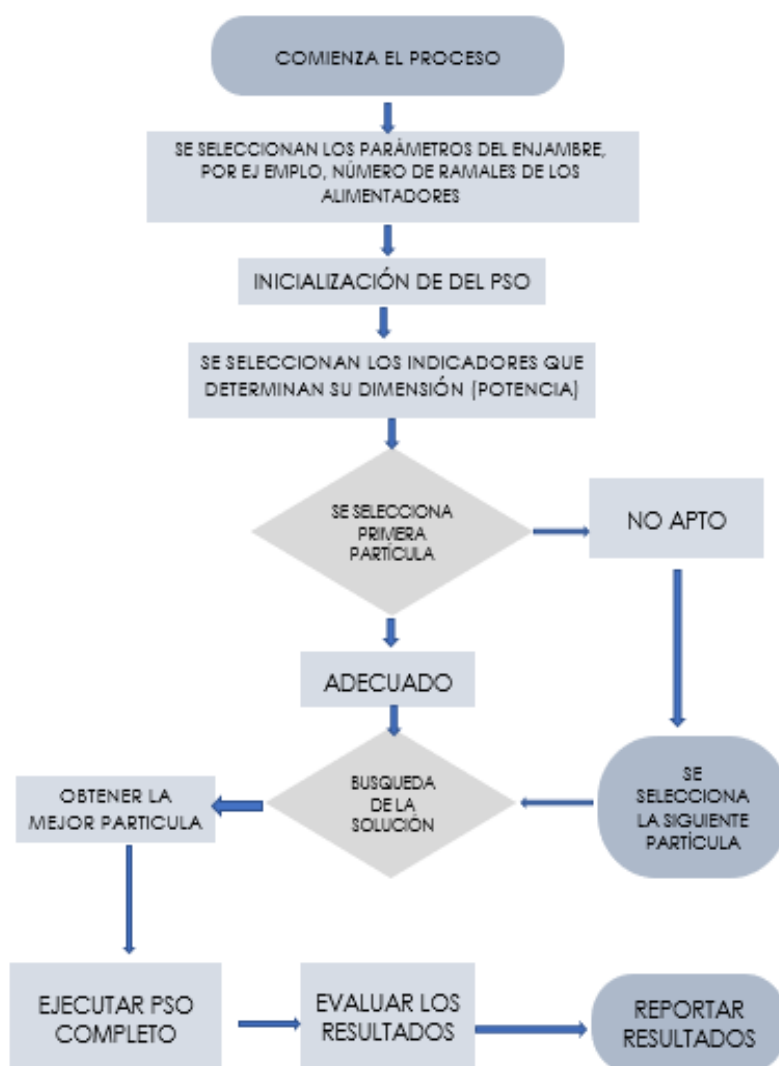 COMIENZA EL PROCESO
SE SELECCIONAN LOS PARÁMETROS DEL ENJAMBRE,
POR EJ EMPLO, NÚMERO DE RAMALES DE LOS
ALIMENTADORES
INICIALIZACIÓN DE DEL PSO
SE SELECCIONAN LOS INDICADORES QUE
DETERMINAN SU DIMENSIÓN (POTENCIA)
SE SELECCIONA
PRIMERA
PARTÍCULA
NO APTO
ADECUADO
SE
SELECCIONA
LA SIGUIENTE
PARTÍCULA
BUSQUEDA
DE LA
SOLUCIÓN
OBTENER LA
MEJOR PARTICULA
EJECUTAR PSO
COMPLETO
EVALUAR LOS
RESULTADOS
REPORTAR
RESULTADOS